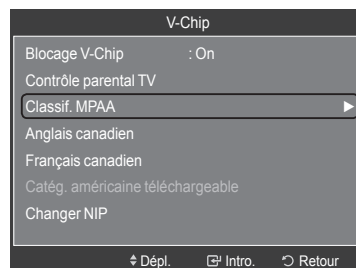 V-Chip
Blocage V-Chip : On
Contrôle parental TV
Classif. MPAA ►
Anglais canadien
Français canadien
Catég. américaine téléchargeable
Changer NIP
Dépl. Intro. Retour